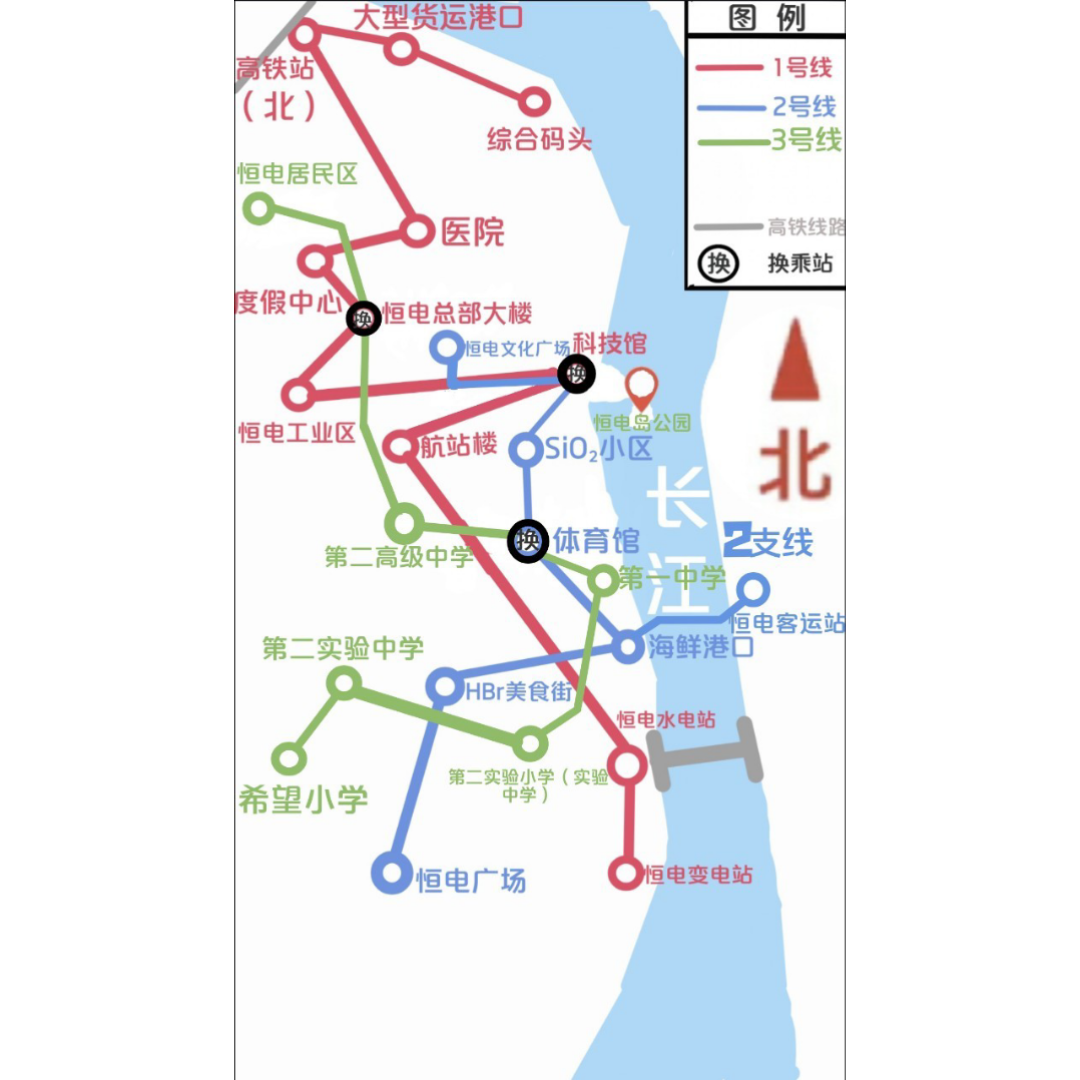 大型货运港口
图 例
高铁站
（北）
1号线
2号线
3号线
综合码头
恒电居民区
医院
高铁线路
换 换乘站
度假中心
换
恒电总部大楼
恒电文化广场
科技馆
换
恒电岛公园
恒电工业区
航站楼
SiO₂小区
北
长江
第二高级中学
换
体育馆
2支线
第一中学
恒电客运站
第二实验中学
海鲜港口
HBr美食街
恒电水电站
第二实验小学（实验
中学）
希望小学
恒电广场
恒电变电站